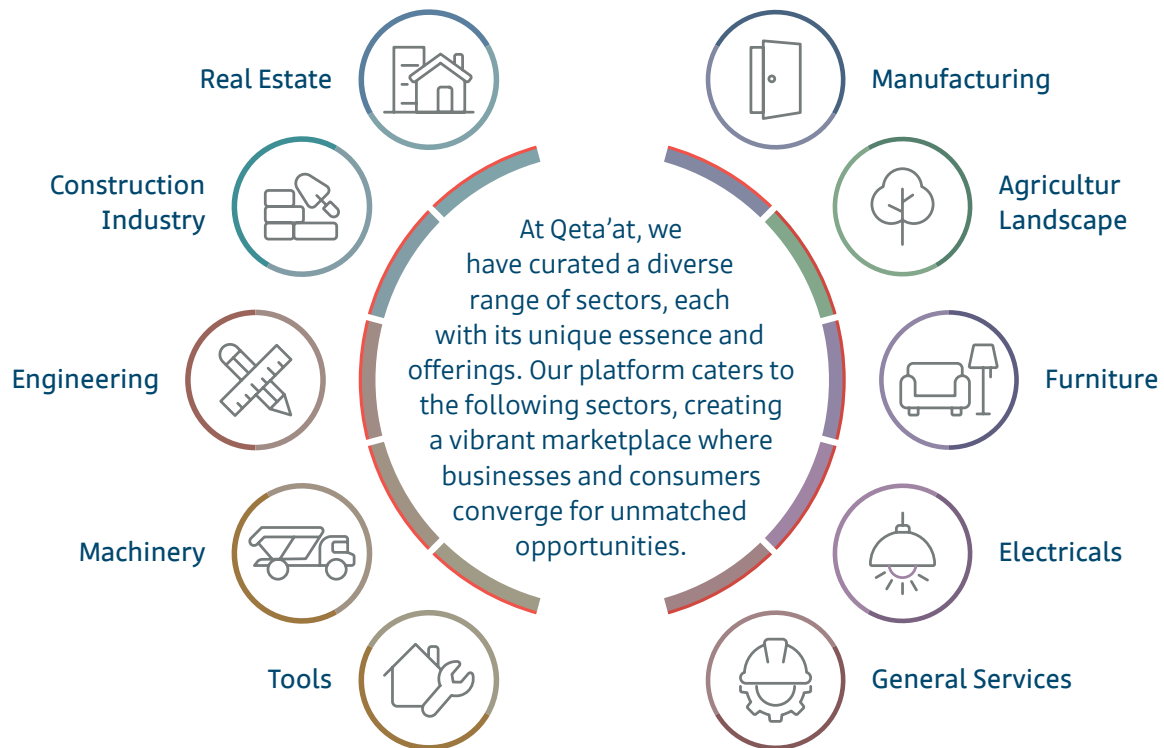 Real Estate
Construction
Industry
Engineering
Machinery
Tools
At Qeta’at, we
have curated a diverse
range of sectors, each
with its unique essence and
offerings. Our platform caters to
the following sectors, creating
a vibrant marketplace where
businesses and consumers
converge for unmatched
opportunities.
Manufacturing
Agricultur
Landscape
Furniture
Electricals
General Services